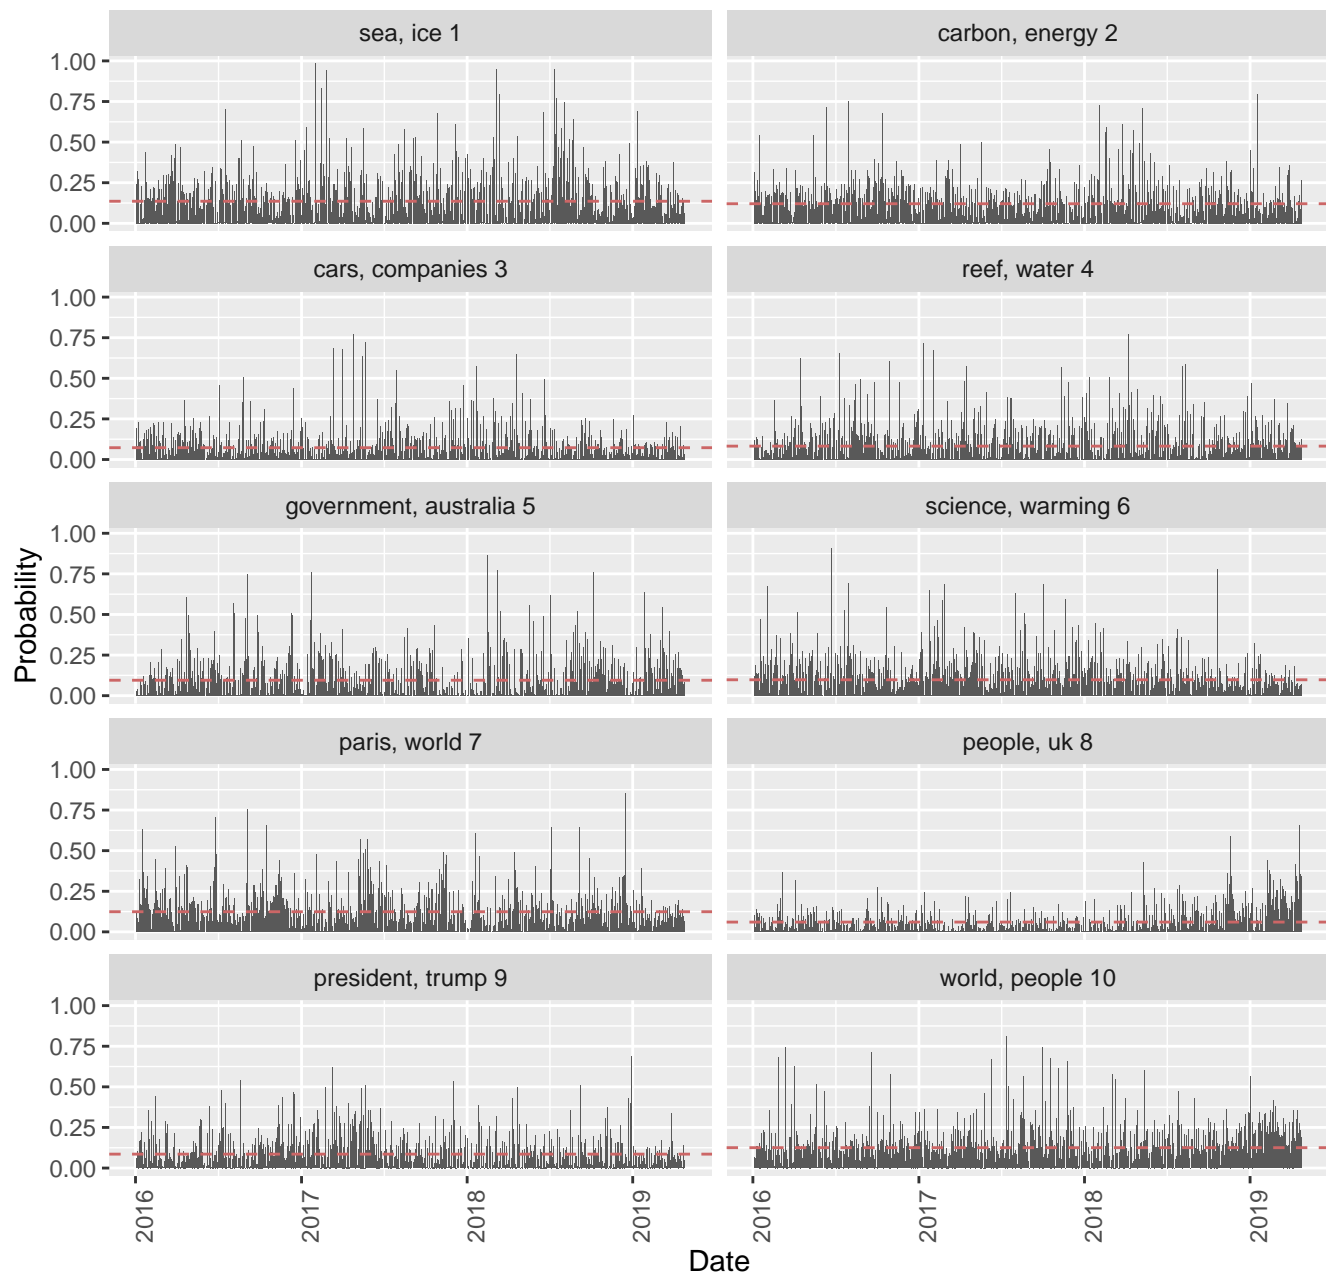 sea, ice 1
carbon, energy 2
1.00
0.75
0.50
0.25
0.00
cars, companies 3
reef, water 4
1.00
0.75
0.50
0.25
0.00
government, australia 5
science, warming 6
1.00
0.75
0.50
0.25
0.00
paris, world 7
people, uk 8
1.00
0.75
0.50
0.25
0.00
president, trump 9
world, people 10
1.00
0.75
0.50
0.25
0.00
Probability
2016 2017 2018 2019
2016 2017 2018 2019
Date